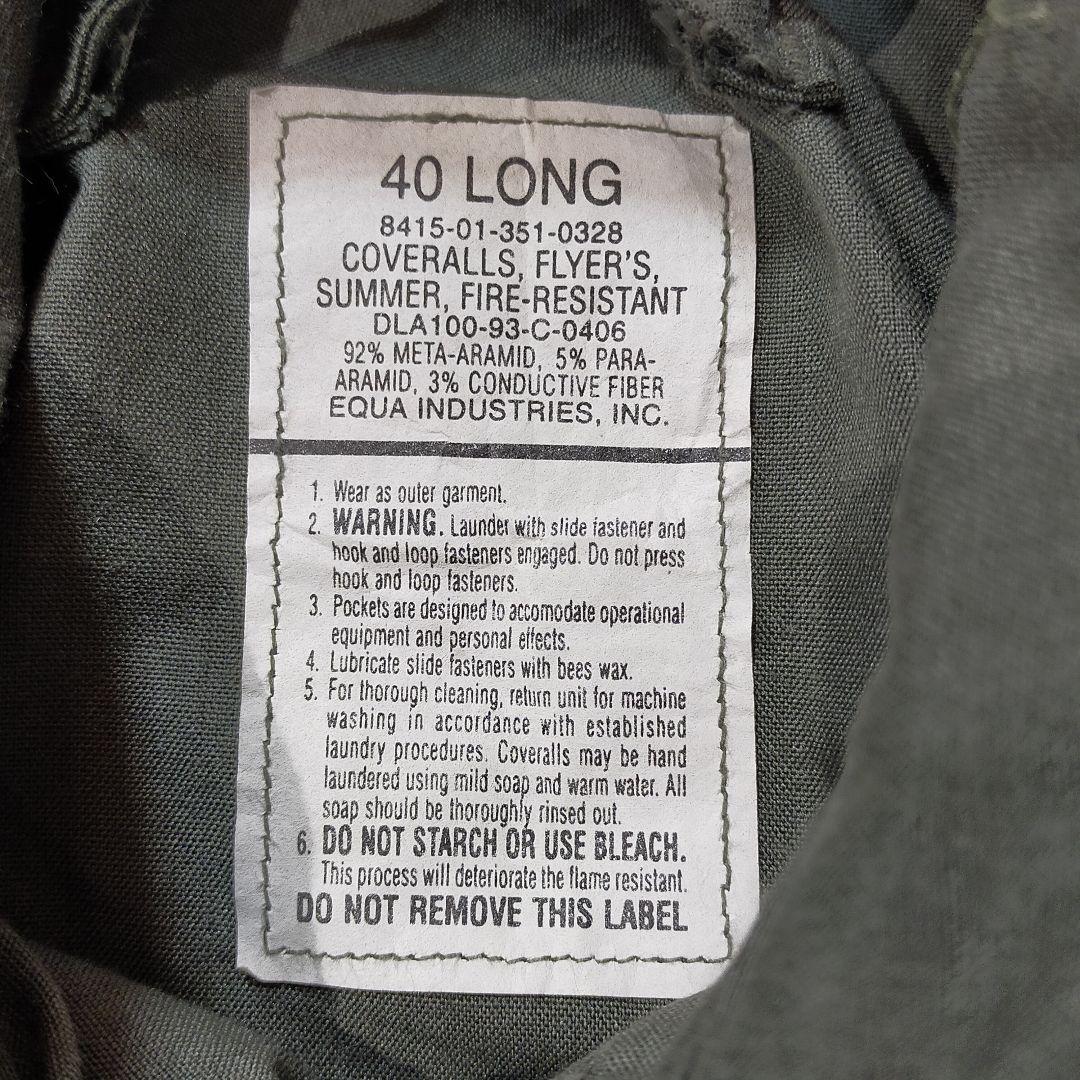 40 LONG
8415-01-351-0328
COVERALLS, FLYER'S,
SUMMER, FIRE-RESISTANT
DLA100-93-C-0406
92% META-ARAMID, 5% PARA-
ARAMID, 3% CONDUCTIVE FIBER
EQUA INDUSTRIES, INC.
1. Wear as outer garment.
2. WARNING. Launder with slide fastener and
hook and loop fasteners engaged. Do not press
hook and loop fasteners.
3. Pockets are designed to accomodate operational
equipment and personal effects.
4. Lubricate slide fasteners with bees wax.
5. For thorough cleaning, return unit for machine
washing in accordance with established
laundry procedures. Coveralls may be hand
laundered using mild soap and warm water. All
soap should be thoroughly rinsed out.
6. DO NOT STARCH OR USE BLEACH.
This process will deteriorate the flame resistant.
DO NOT REMOVE THIS LABEL